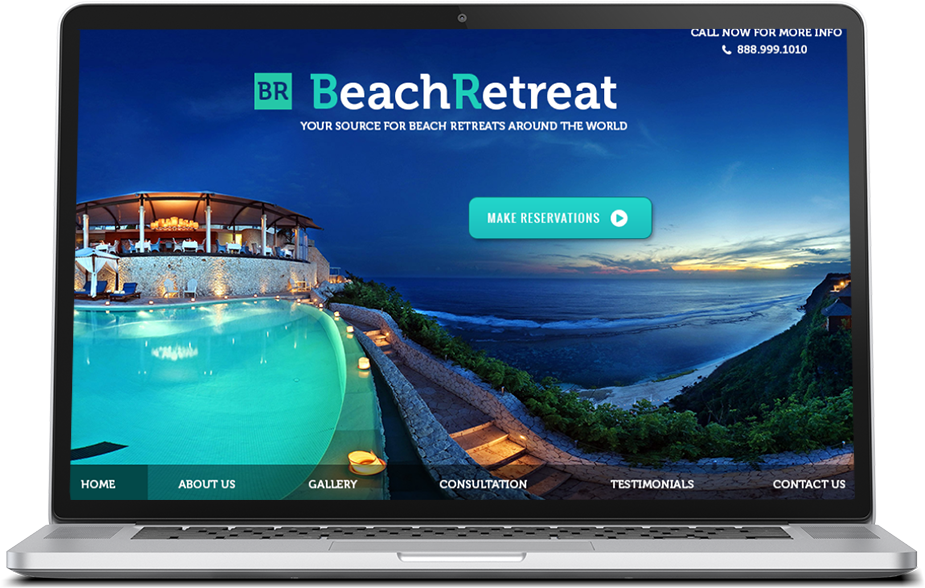 CALL NOW FOR MORE INFO
888.999.1010
BR BeachRetreat
YOUR SOURCE FOR BEACH RETREATS AROUND THE WORLD
MAKE RESERVATIONS
HOME ABOUT US GALLERY CONSULTATION TESTIMONIALS CONTACT US